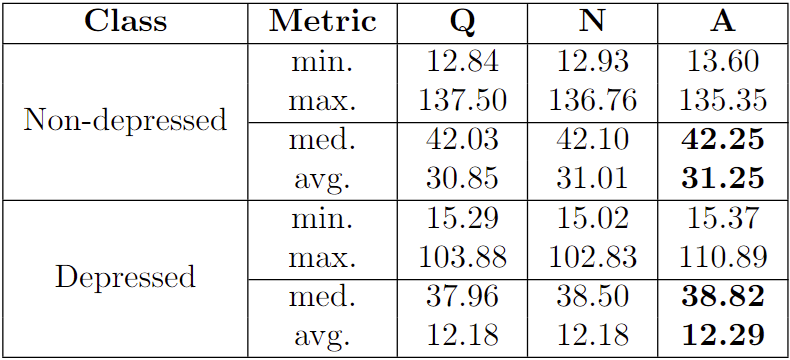 Class Metric Q N A
min. 12.84 12.93 13.60
max. 137.50 136.76 135.35
Non-depressed
med. 42.03 42.10 42.25
avg. 30.85 31.01 31.25
min. 15.29 15.02 15.37
max. 103.88 102.83 110.89
Depressed
med. 37.96 38.50 38.82
avg. 12.18 12.18 12.29